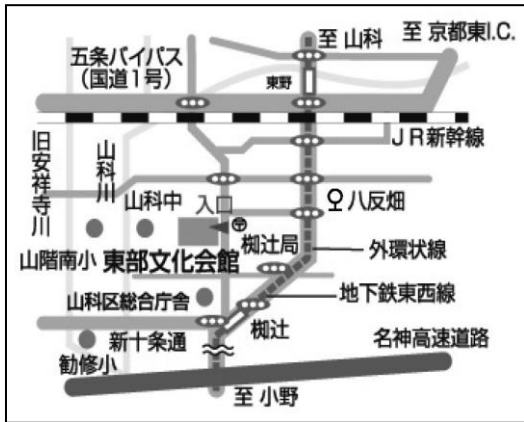 至 山科
至 京都東I.C.
五条バイパス
(国道1号)
東野
JR新幹線
旧安祥寺川
山科川
山科中
入口
八反畑
椥辻局
外環状線
山階南小
東部文化会館
地下鉄東西線
山科区総合庁舎
椥辻
新十条通
名神高速道路
勧修小
至 小野